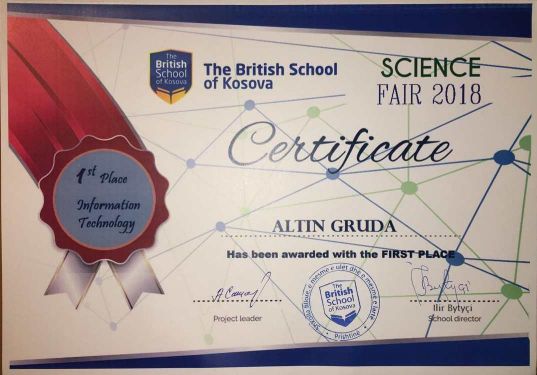 The
British
School
of Kosova
The British School
of Kosova
SCIENCE
FAIR 2018
Certificate
1st Place
Information
Technology
ALTIN GRUDA
Has been awarded with the FIRST PLACE
Project leader
The
British
School
of Kosova
Prishtinë
Ilir Bytyçi
School director